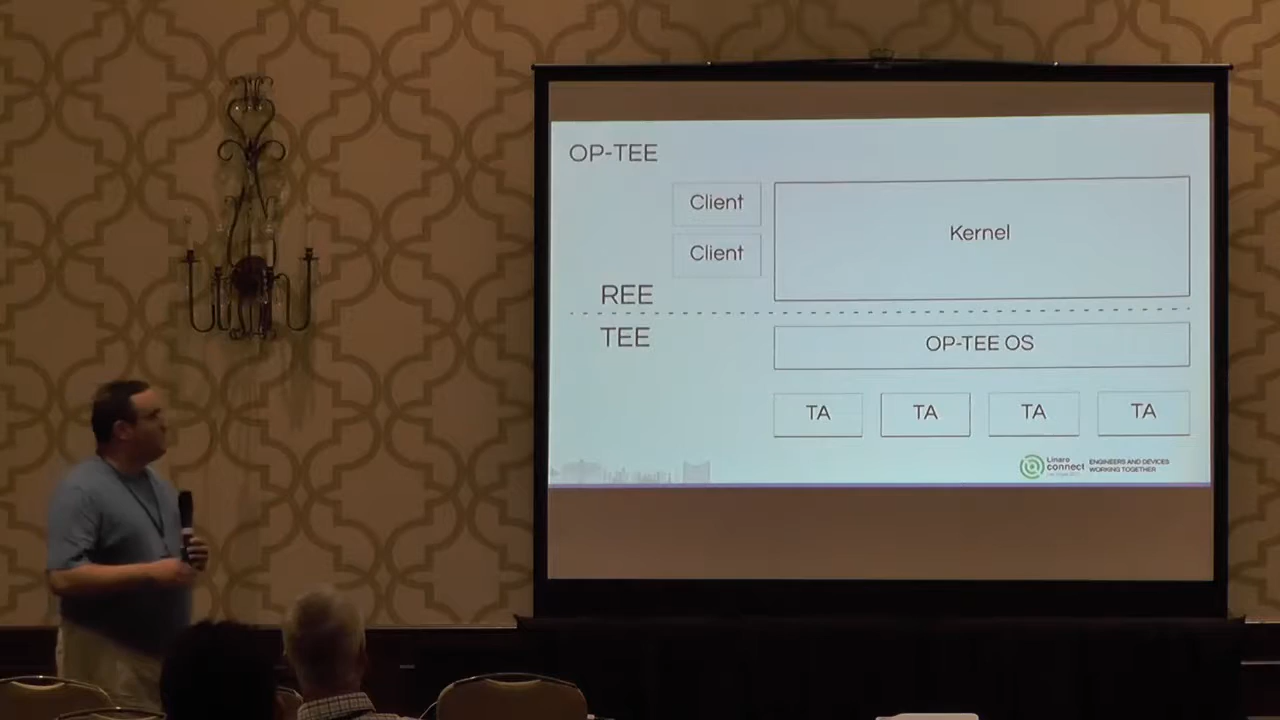 OP-TEE
Client
Kernel
Client
REE
TEE
OP-TEE OS
TA TA TA TA
Linaro
connect
ENGINEERS AND DEVICES
WORKING TOGETHER